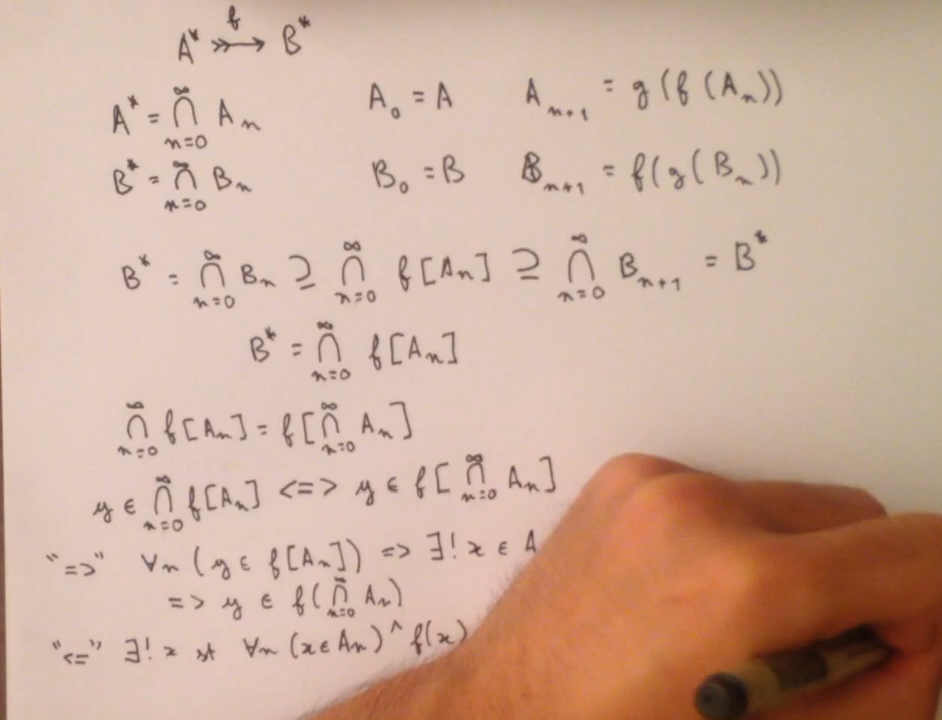 A* ↠ B* f
A* = ∩_{n=0}^{∞} A_n    A_0 = A    A_{n+1} = g(f(A_n))
B* = ∩_{n=0}^{∞} B_n    B_0 = B    B_{n+1} = f(g(B_n))
B* = ∩_{n=0}^{∞} B_n ⊇ ∩_{n=0}^{∞} f[A_n] ⊇ ∩_{n=0}^{∞} B_{n+1} = B*
B* = ∩_{n=0}^{∞} f[A_n]
∩_{n=0}^{∞} f[A_n] = f[∩_{n=0}^{∞} A_n]
y ∈ ∩_{n=0}^{∞} f[A_n] <=> y ∈ f[∩_{n=0}^{∞} A_n]
"=>" ∀n (y ∈ f[A_n]) => ∃! x ∈ A
=> y ∈ f(∩_{n=0}^{∞} A_n)
"<=" ∃! x st ∀n (x ∈ A_n) ^ f(x)